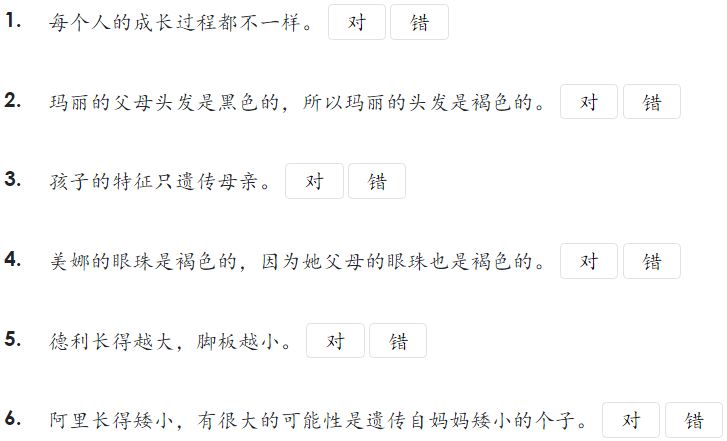 1. 每个人的成长过程都不一样。 对 错
2. 玛丽的父母头发是黑色的，所以玛丽的头发是褐色的。 对 错
3. 孩子的特征只遗传母亲。 对 错
4. 美娜的眼珠是褐色的，因为她父母的眼珠也是褐色的。 对 错
5. 德利长得越大，脚板越小。 对 错
6. 阿里长得矮小，有很大的可能性是遗传自妈妈矮小的个子。 对 错